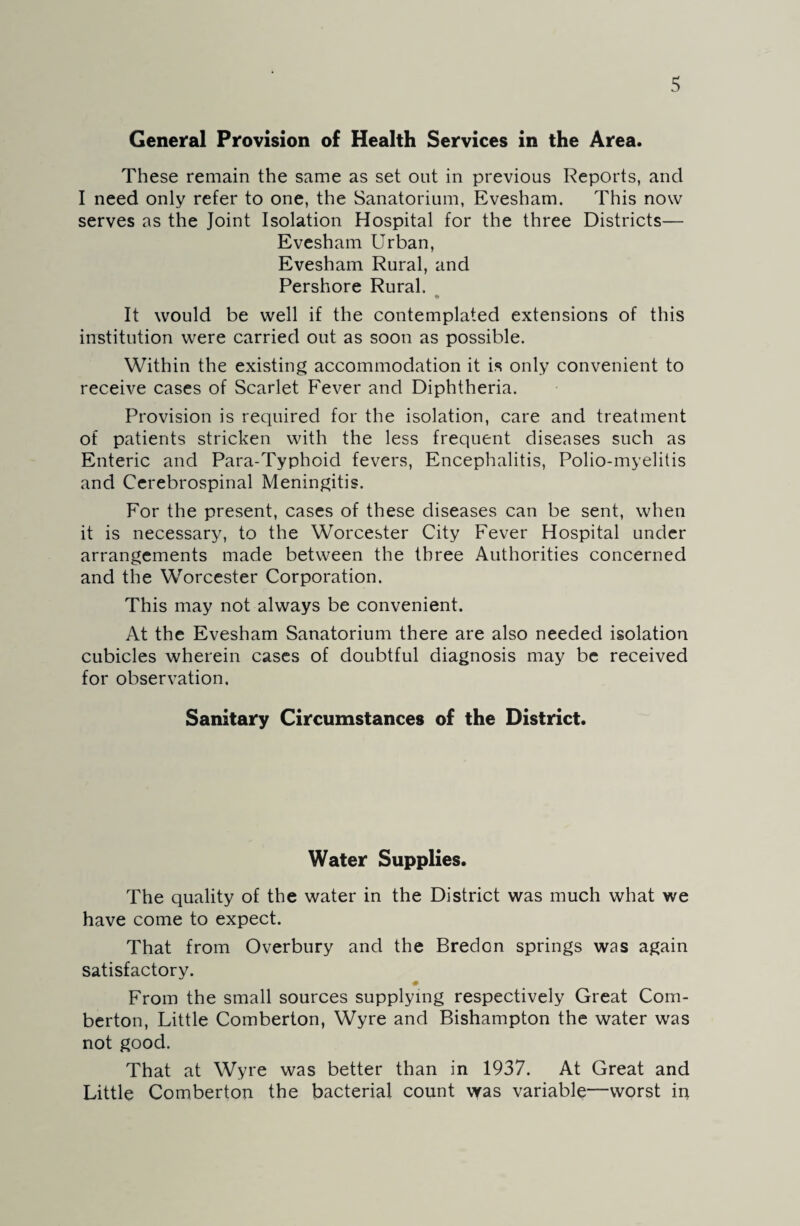 5
General Provision of Health Services in the Area.
These remain the same as set out in previous Reports, and
I need only refer to one, the Sanatorium, Evesham. This now
serves as the Joint Isolation Hospital for the three Districts—
Evesham Urban,
Evesham Rural, and
Pershore Rural.
It would be well if the contemplated extensions of this
institution were carried out as soon as possible.
Within the existing accommodation it is only convenient to
receive cases of Scarlet Fever and Diphtheria.
Provision is required for the isolation, care and treatment
of patients stricken with the less frequent diseases such as
Enteric and Para-Typhoid fevers, Encephalitis, Polio-myelitis
and Cerebrospinal Meningitis.
For the present, cases of these diseases can be sent, when
it is necessary, to the Worcester City Fever Hospital under
arrangements made between the three Authorities concerned
and the Worcester Corporation.
This may not always be convenient.
At the Evesham Sanatorium there are also needed isolation
cubicles wherein cases of doubtful diagnosis may be received
for observation.
Sanitary Circumstances of the District.
Water Supplies.
The quality of the water in the District was much what we
have come to expect.
That from Overbury and the Bredon springs was again
satisfactory.
From the small sources supplying respectively Great Com-
berton, Little Comberton, Wyre and Bishampton the water was
not good.
That at Wyre was better than in 1937. At Great and
Little Comberton the bacterial count was variable—worst in